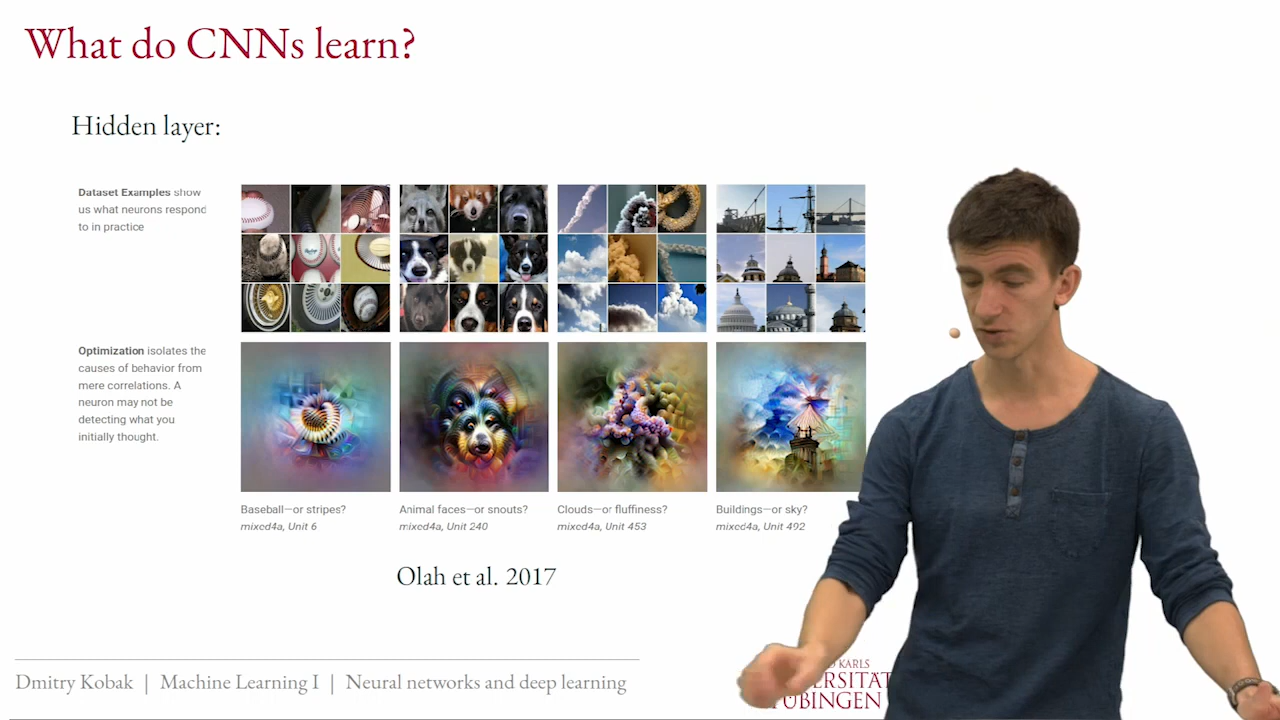 What do CNNs learn?
Hidden layer:
Dataset Examples show
us what neurons respond
to in practice
Optimization isolates the
causes of behavior from
mere correlations. A
neuron may not be
detecting what you
initially thought.
Baseball—or stripes?
mixed4a, Unit 6
Animal faces—or snouts?
mixed4a, Unit 240
Clouds—or fluffiness?
mixed4a, Unit 453
Buildings—or sky?
mixed4a, Unit 492
Olah et al. 2017
Dmitry Kobak | Machine Learning I | Neural networks and deep learning
KARLS